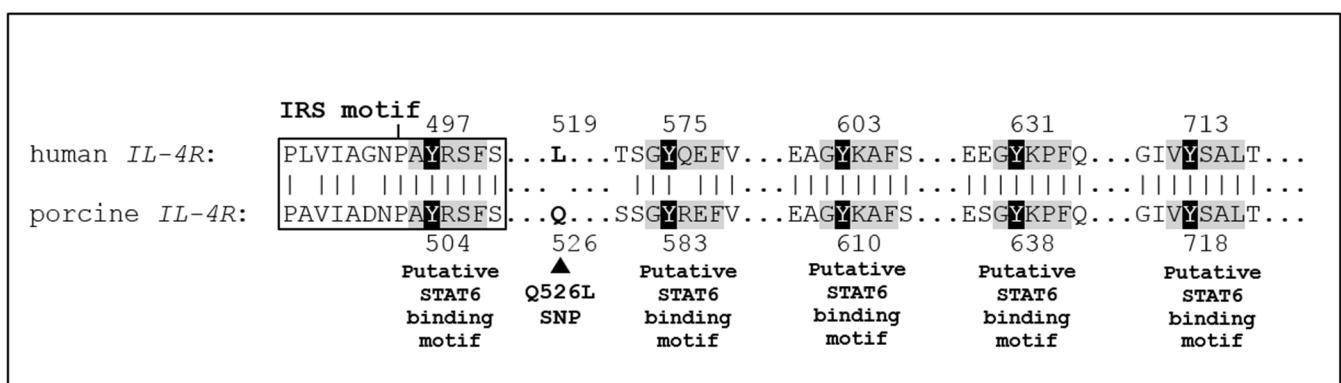 IRS motif
497 519 575 603 631 713
human IL-4R: PLVIAGNPAYRSFS...L...TSGYQEFV...EAGYKAFS...EEGYKPFQ...GIVYSALT...
porcine IL-4R: PAVIADNPAYRSFS...Q...SSGYREFV...EAGYKAFS...ESGYKPFQ...GIVYSALT...
504 526 583 610 638 718
Putative STAT6 binding motif
Q526L SNP
Putative STAT6 binding motif
Putative STAT6 binding motif
Putative STAT6 binding motif
Putative STAT6 binding motif